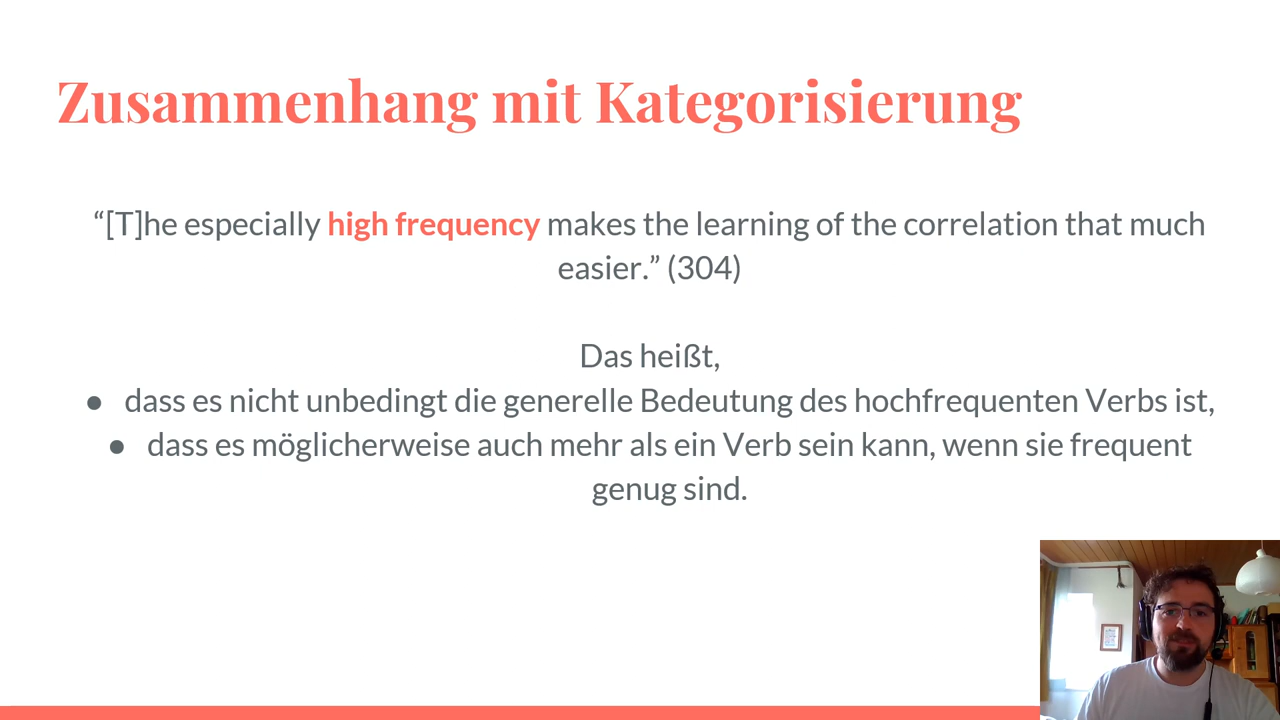 Zusammenhang mit Kategorisierung
“[T]he especially high frequency makes the learning of the correlation that much
easier.” (304)
Das heißt,
● dass es nicht unbedingt die generelle Bedeutung des hochfrequenten Verbs ist,
● dass es möglicherweise auch mehr als ein Verb sein kann, wenn sie frequent
genug sind.